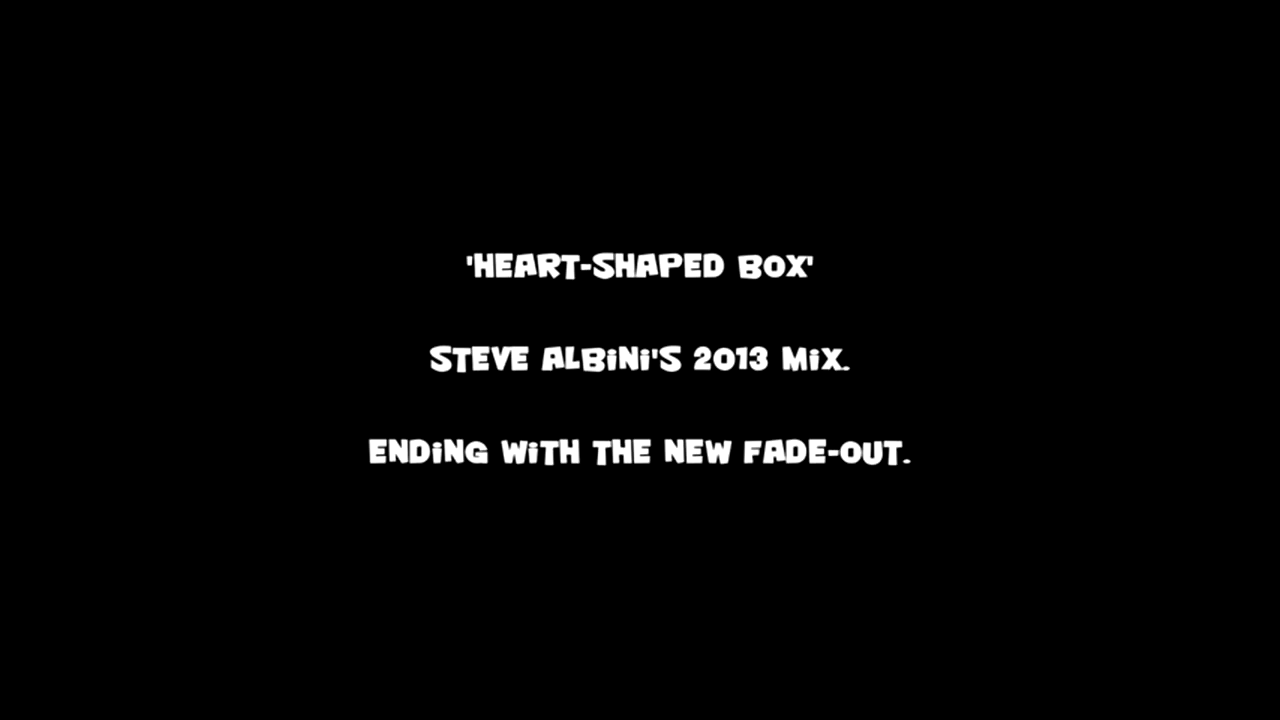 'HEART-SHAPED BOX'
STEVE ALBiNi'S 2013 MiX.
ENDiNG WiTH THE NEW FADE-OUT.